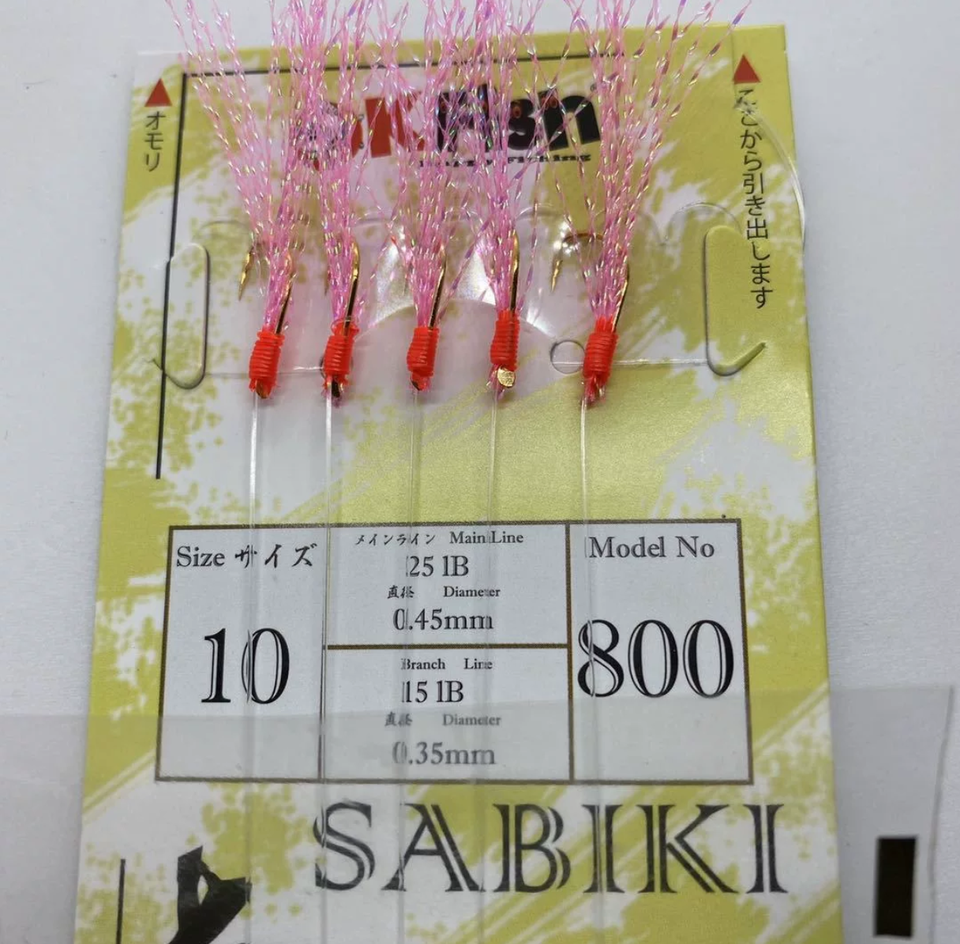 オモリ
Fish
ここから引き出します
Size サイズ
10
メインライン Main Line
25 lB
直径 Diameter
0.45mm
Branch Line
15 lB
直径 Diameter
0.35mm
Model No
800
SABIKI